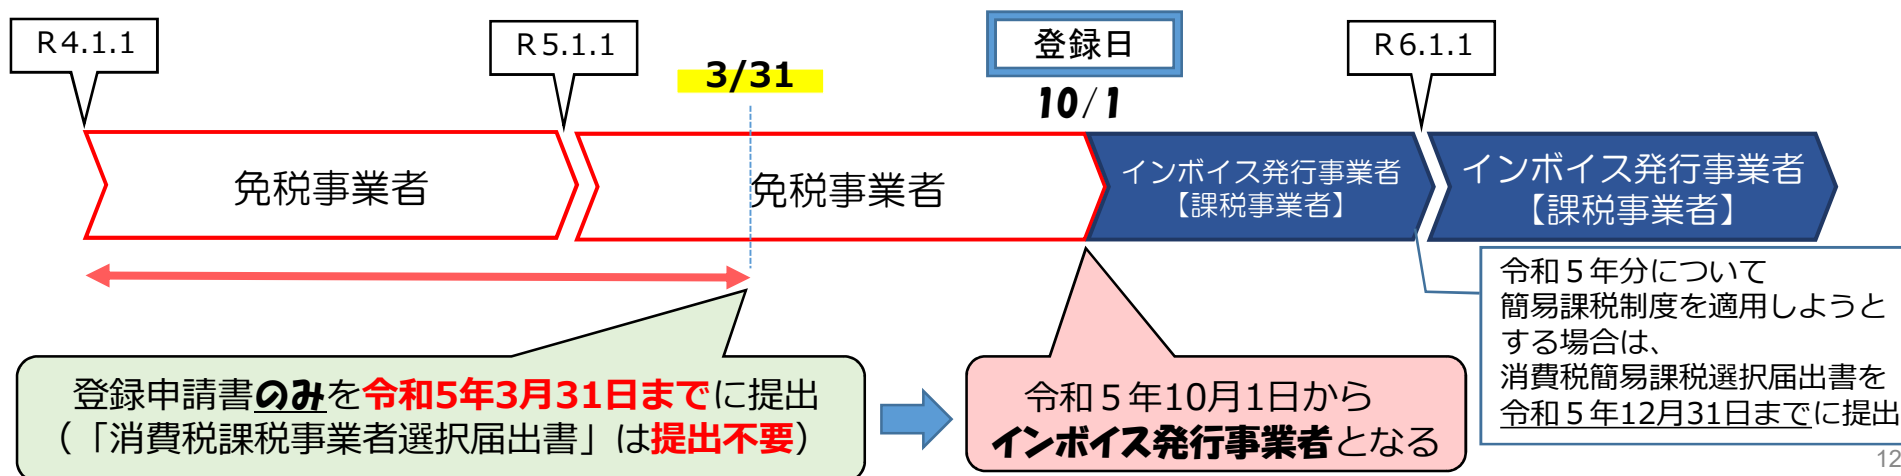 R4.1.1
R5.1.1
3/31
登録日
10/1
R6.1.1
免税事業者
免税事業者
インボイス発行事業者
【課税事業者】
インボイス発行事業者
【課税事業者】
登録申請書のみを令和5年3月31日までに提出
（「消費税課税事業者選択届出書」は提出不要）
令和５年10月1日から
インボイス発行事業者となる
令和５年分について
簡易課税制度を適用しようと
する場合は、
消費税簡易課税選択届出書を
令和５年12月31日までに提出
12